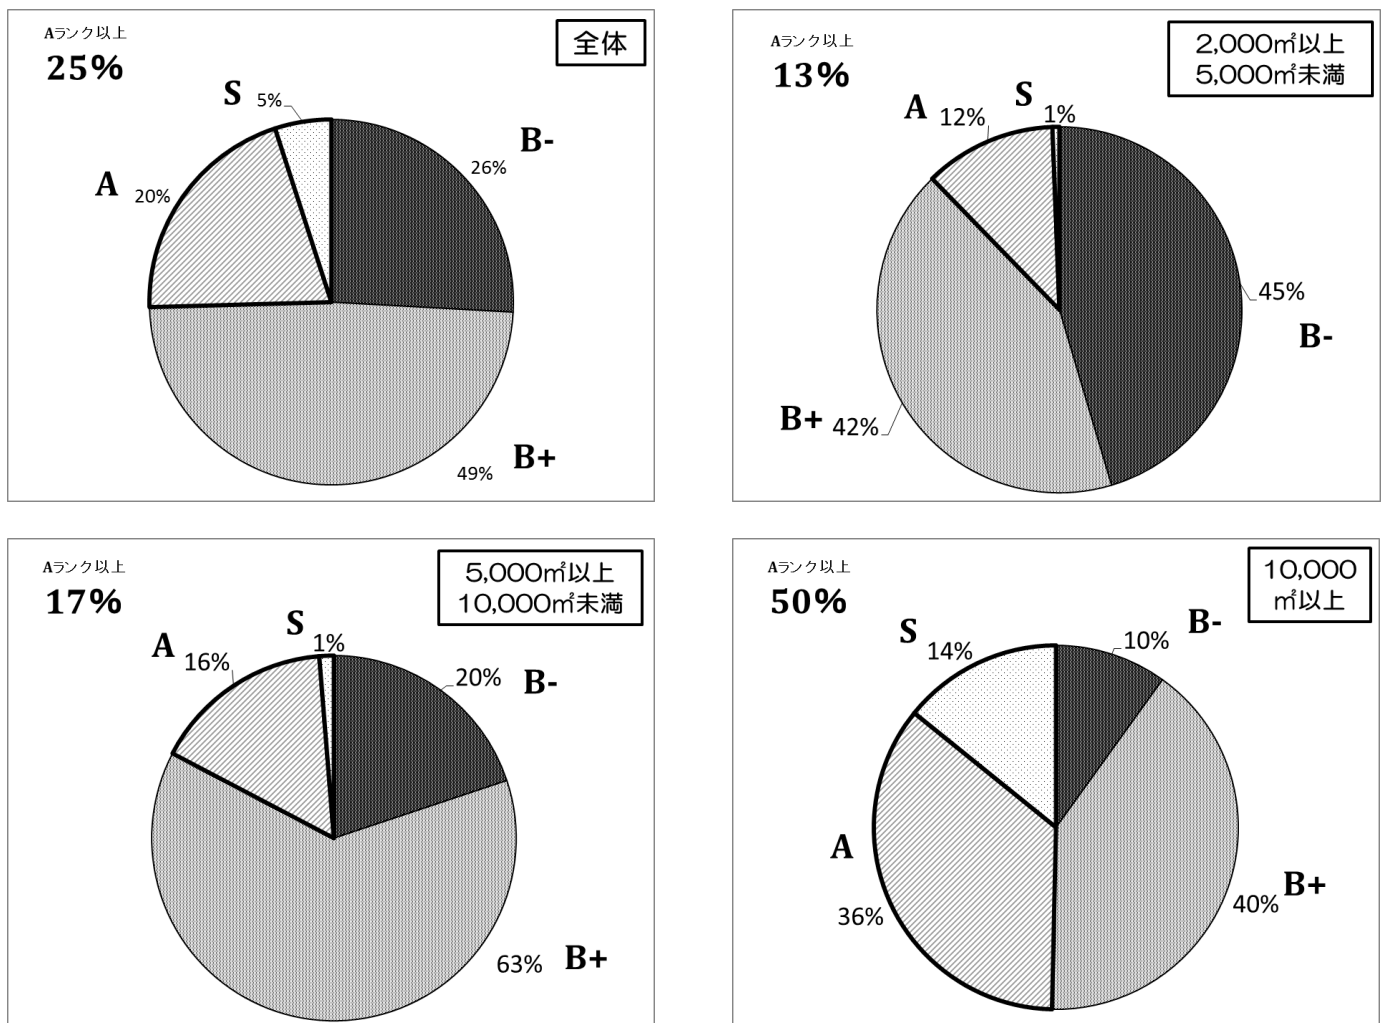 Aランク以上
25%
全体
S 5%
B-
26%
A 20%
B+
49%
Aランク以上
13%
2,000㎡以上
5,000㎡未満
A 12%
S
1%
45%
B-
B+ 42%
Aランク以上
17%
5,000㎡以上
10,000㎡未満
A 16%
S
1%
20% B-
63% B+
Aランク以上
50%
10,000
㎡以上
S
14%
B-
10%
A
36%
B+
40%